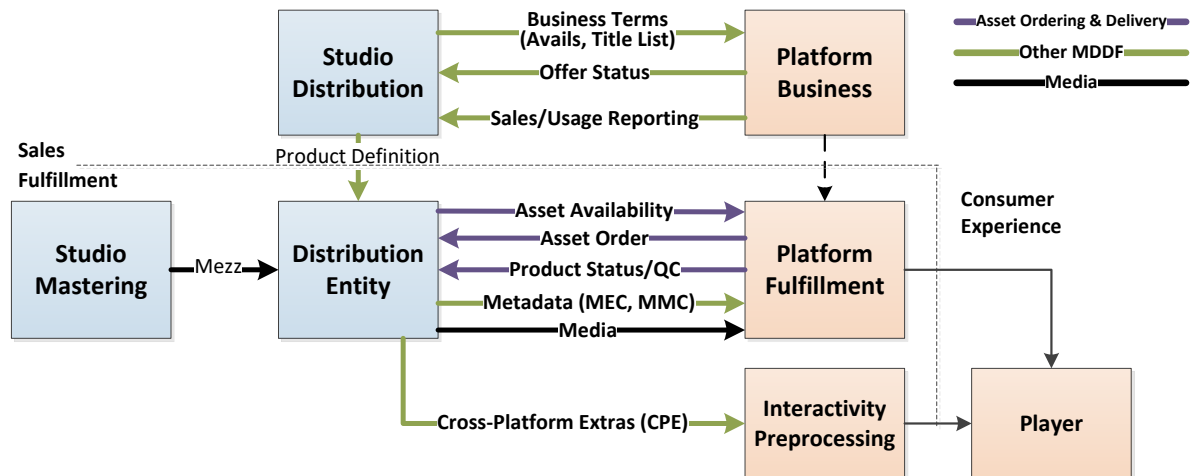 Business Terms
(Avails, Title List)
Offer Status
Sales/Usage Reporting
Studio
Distribution
Platform
Business
Asset Ordering & Delivery
Other MDDF
Media
Product Definition
Sales
Fulfillment
Studio
Mastering
Mezz
Distribution
Entity
Asset Availability
Asset Order
Product Status/QC
Metadata (MEC, MMC)
Media
Platform
Fulfillment
Consumer
Experience
Cross-Platform Extras (CPE)
Interactivity
Preprocessing
Player